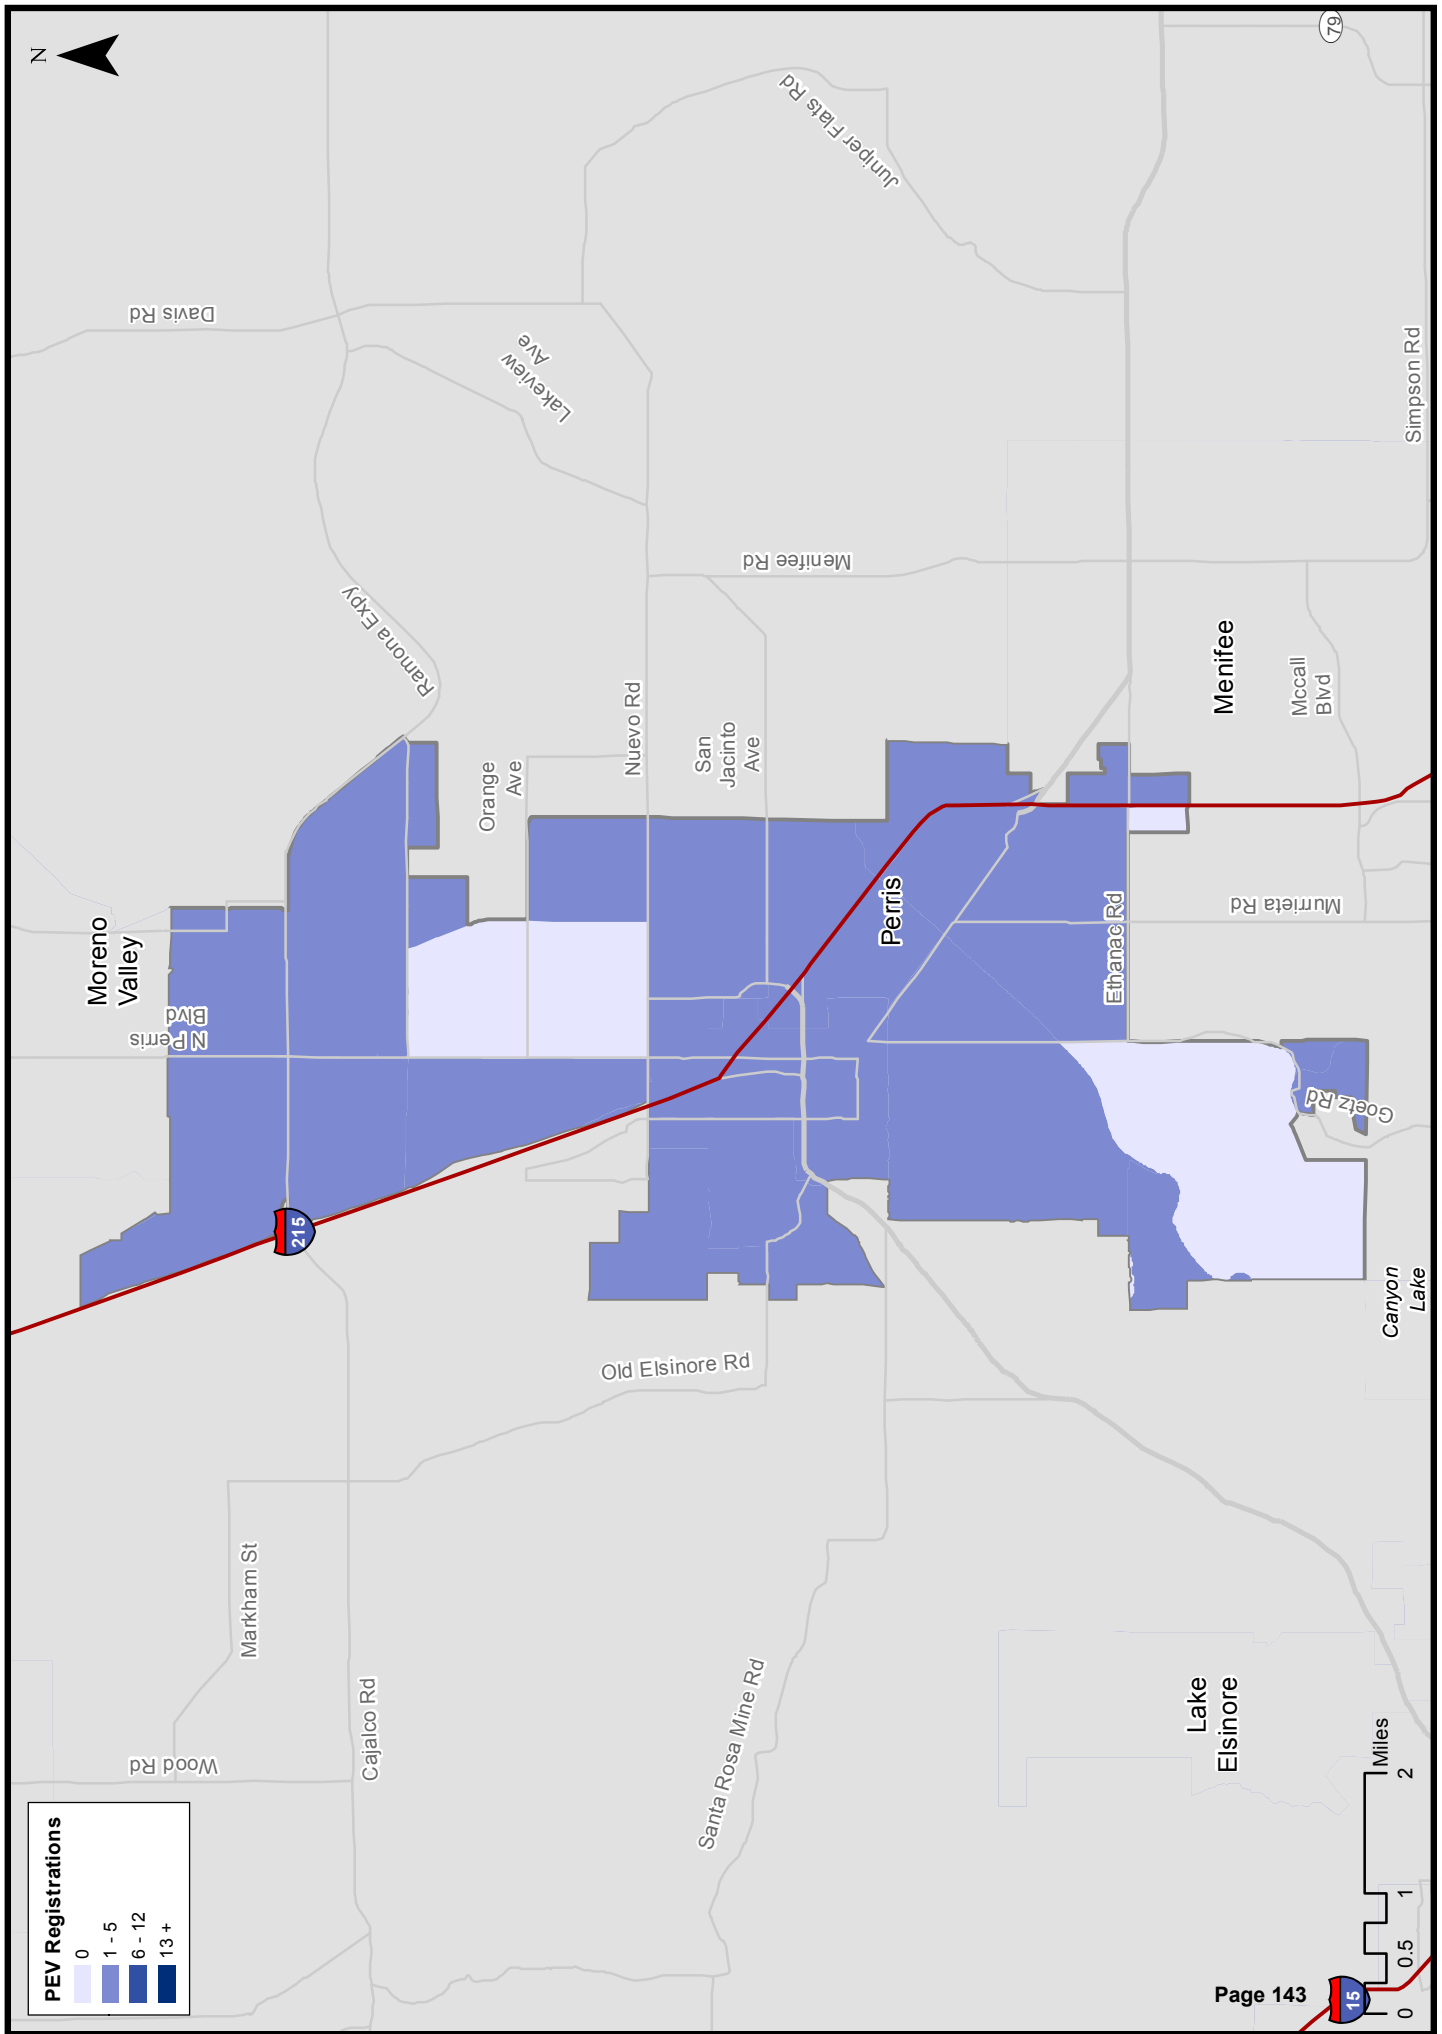 PEV Registrations
0
1 - 5
6 - 12
13 +
N
Moreno
Valley
N Perris
Blvd
Davis Rd
Ramona Expy
Lakeview
Ave
Juniper Flats Rd
79
Orange
Ave
Nuevo Rd
San
Jacinto
Ave
Menifee Rd
215
Wood Rd
Markham St
Cajalco Rd
Old Elsinore Rd
Santa Rosa Mine Rd
Perris
Ethanac Rd
Murrieta Rd
Menifee
Mccall
Blvd
Simpson Rd
Goetz Rd
Canyon
Lake
Lake
Elsinore
Page 143
15
Miles
0
0.5
1
2